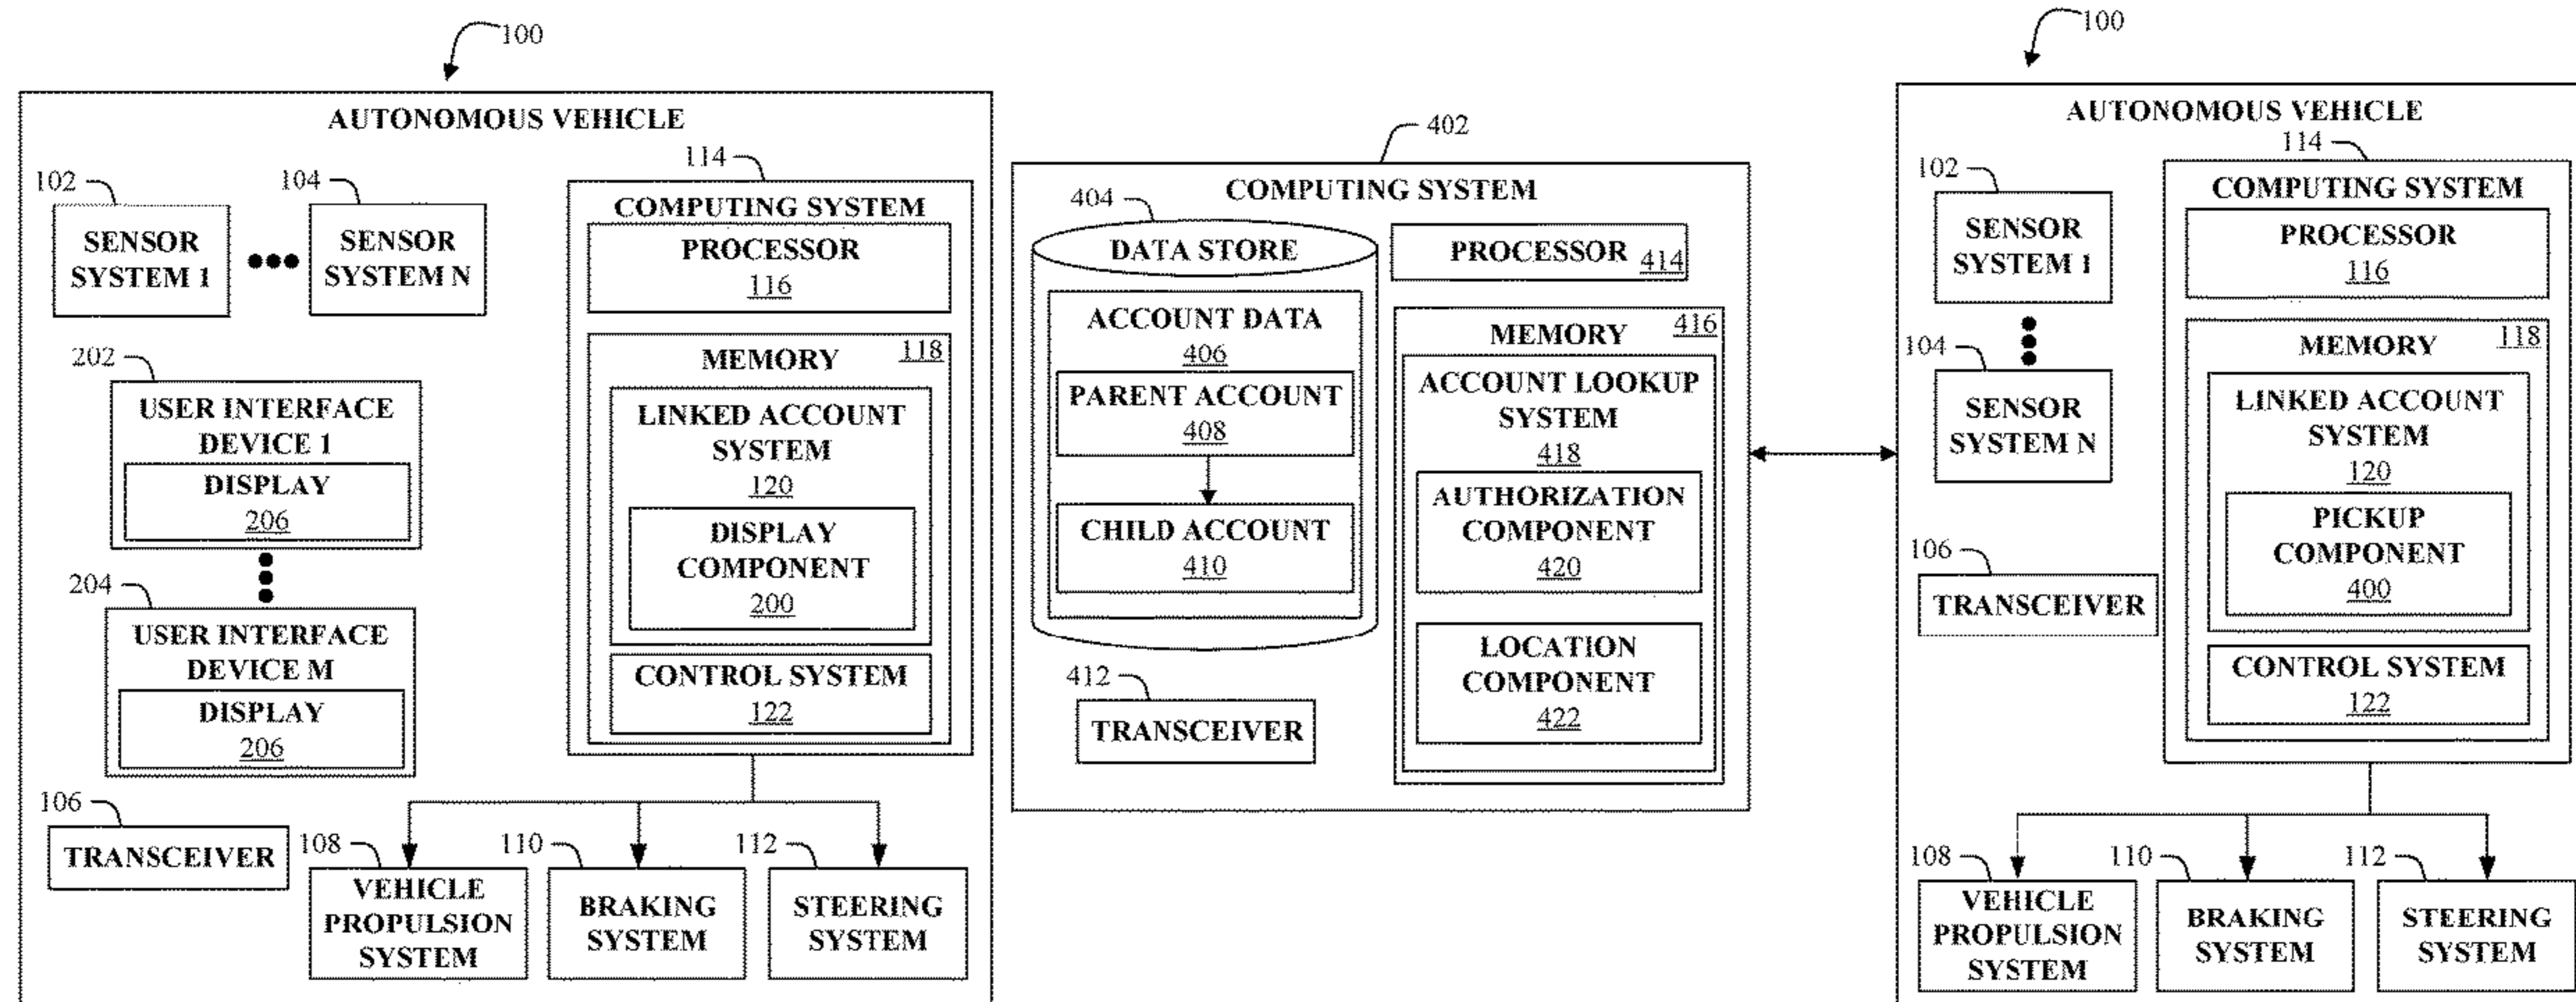 100
AUTONOMOUS VEHICLE
102
SENSOR
SYSTEM 1
104
SENSOR
SYSTEM N
202
USER INTERFACE
DEVICE 1
DISPLAY
206
204
USER INTERFACE
DEVICE M
DISPLAY
206
106
TRANSCEIVER
114
COMPUTING SYSTEM
PROCESSOR
116
MEMORY
118
LINKED ACCOUNT
SYSTEM
120
DISPLAY
COMPONENT
200
CONTROL SYSTEM
122
108
VEHICLE
PROPULSION
SYSTEM
110
BRAKING
SYSTEM
112
STEERING
SYSTEM
402
COMPUTING SYSTEM
404
DATA STORE
ACCOUNT DATA
406
PARENT ACCOUNT
408
CHILD ACCOUNT
410
412
TRANSCEIVER
PROCESSOR 414
MEMORY
416
ACCOUNT LOOKUP
SYSTEM
418
AUTHORIZATION
COMPONENT
420
LOCATION
COMPONENT
422
100
AUTONOMOUS VEHICLE
102
SENSOR
SYSTEM 1
104
SENSOR
SYSTEM N
106
TRANSCEIVER
114
COMPUTING SYSTEM
PROCESSOR
116
MEMORY
118
LINKED ACCOUNT
SYSTEM
120
PICKUP
COMPONENT
400
CONTROL SYSTEM
122
108
VEHICLE
PROPULSION
SYSTEM
110
BRAKING
SYSTEM
112
STEERING
SYSTEM